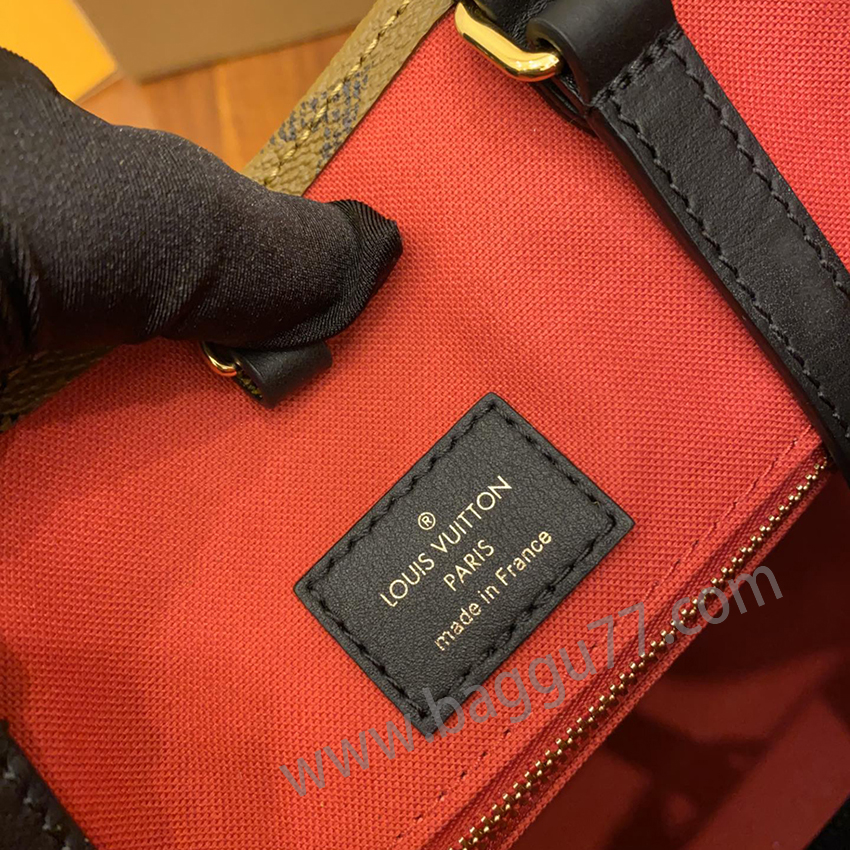 ®
LOUIS VUITTON
PARIS
made in France
www.baggu77.com